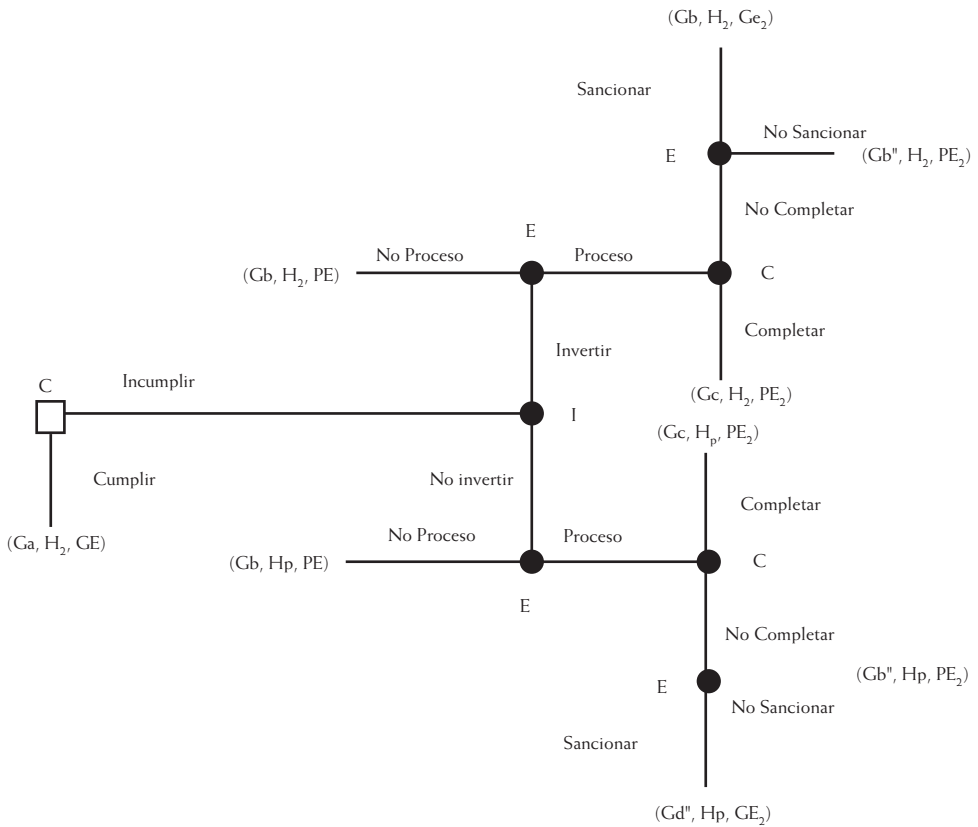 (Gb, H₂, Ge₂)
Sancionar
No Sancionar
E
(Gb", H₂, PE₂)
No Completar
E
No Proceso
Proceso
(Gb, H₂, PE)
C
Invertir
Completar
C
Incumplir
(Gc, H₂, PE₂)
I
(Gc, Hₚ, PE₂)
Cumplir
No invertir
Completar
(Ga, H₂, GE)
No Proceso
Proceso
(Gb, Hp, PE)
C
E
No Completar
(Gb", Hp, PE₂)
E
No Sancionar
Sancionar
(Gd", Hp, GE₂)